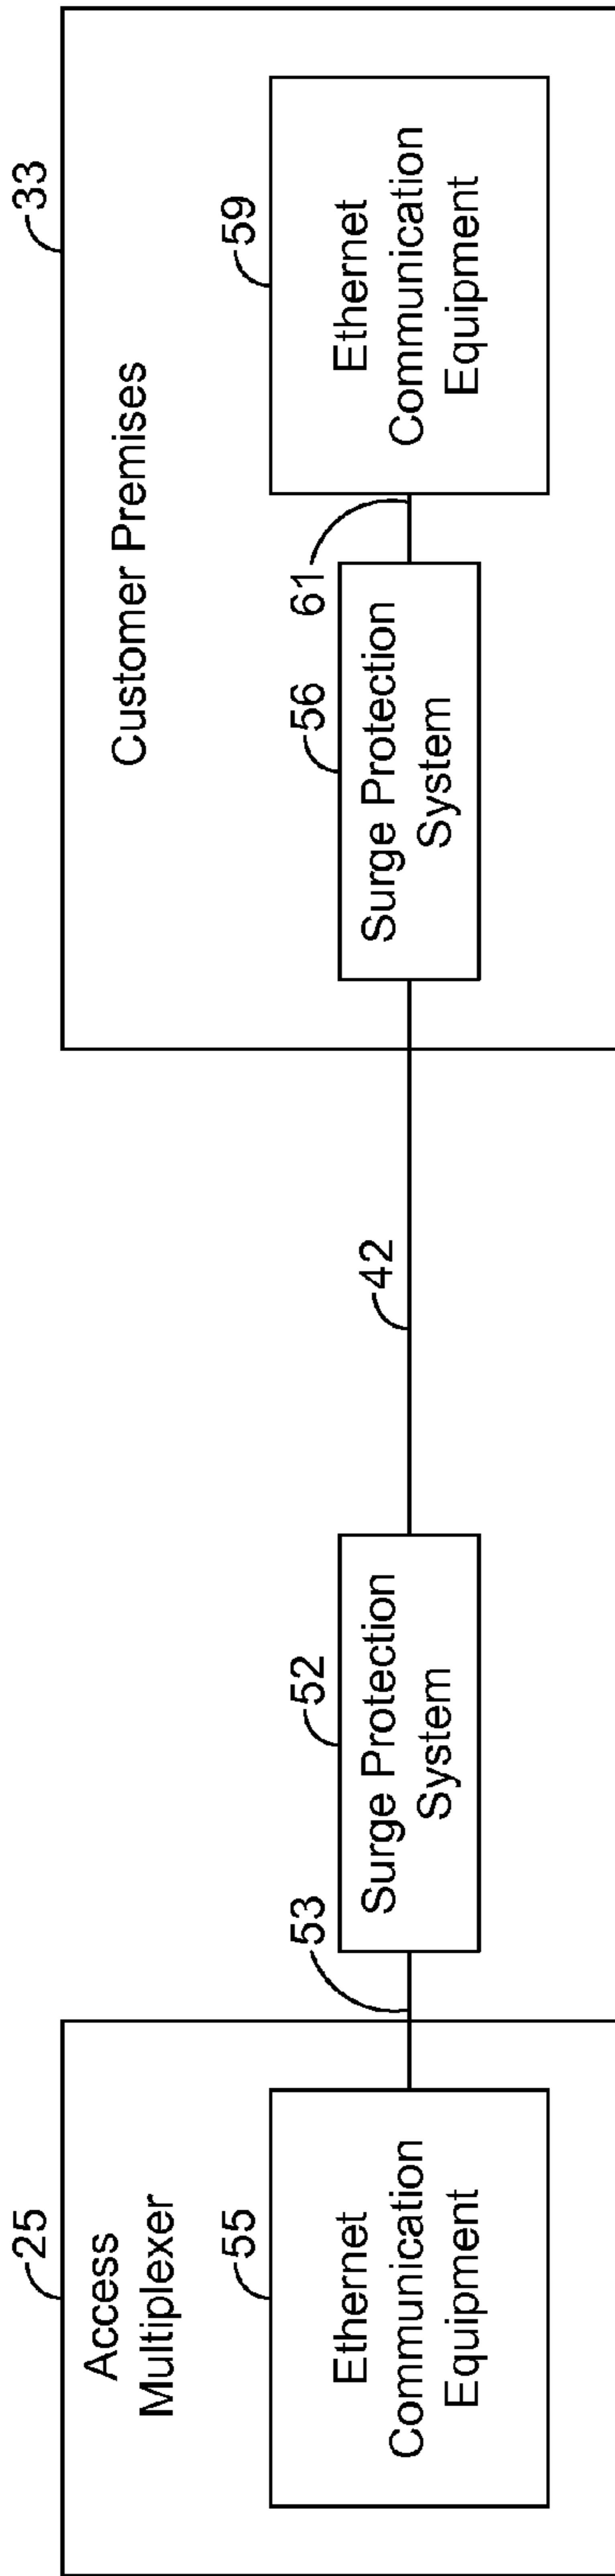 25
Access
Multiplexer
55
Ethernet
Communication
Equipment
53
52
Surge Protection
System
42
33
Customer Premises
56
Surge Protection
System
61
59
Ethernet
Communication
Equipment